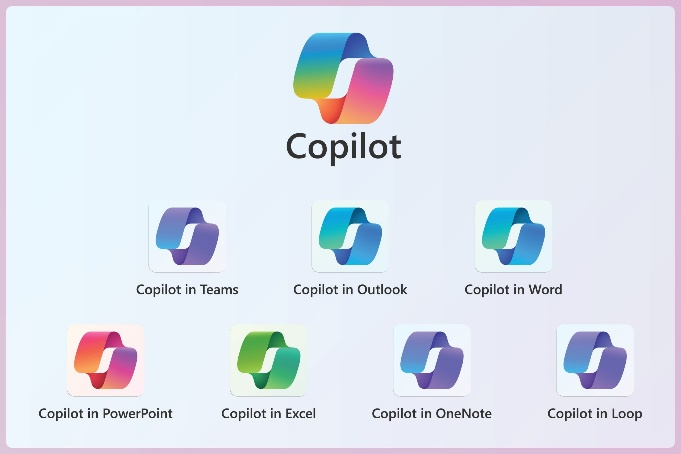 Copilot
Copilot in Teams
Copilot in Outlook
Copilot in Word
Copilot in PowerPoint
Copilot in Excel
Copilot in OneNote
Copilot in Loop